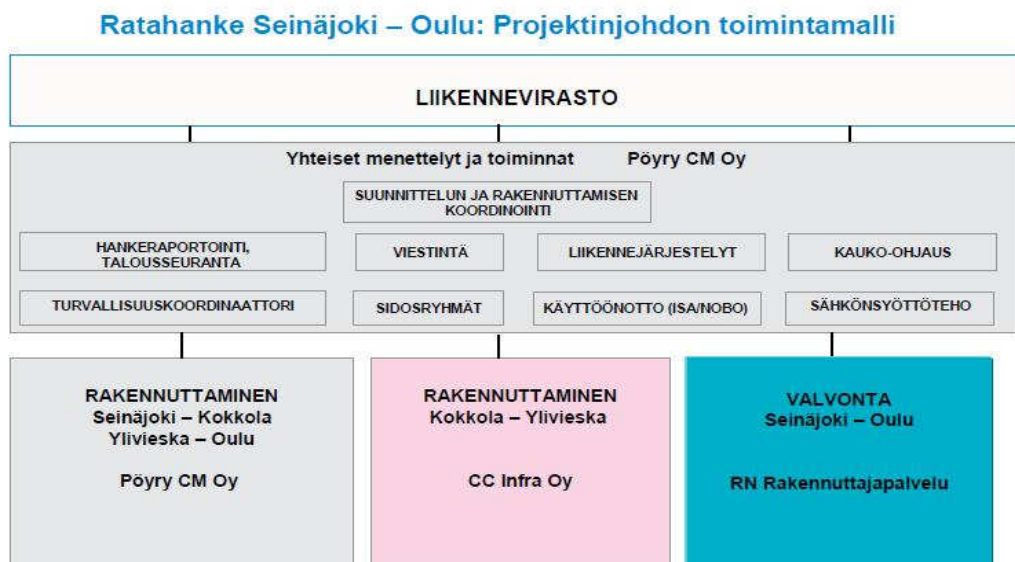 Ratahanke Seinäjoki – Oulu: Projektinjohdon toimintamalli
LIIKENNEVIRASTO
Yhteiset menettelyt ja toiminnat Pöyry CM Oy
SUUNNITTELUN JA RAKENNUTTAMISEN
KOORDINOINTI
HANKERAPORTOINTI,
TALOUSSEURANTA
VIESTINTÄ
LIIKENNEJÄRJESTELYT
KAUKO-OHJAUS
TURVALLISUUSKOORDINAATTORI
SIDOSRYHMÄT
KÄYTTÖÖNOTTO (ISA/NOBO)
SÄHKÖNSYÖTTÖTEHO
RAKENNUTTAMINEN
Seinäjoki – Kokkola
Ylivieska – Oulu
Pöyry CM Oy
RAKENNUTTAMINEN
Kokkola – Ylivieska
CC Infra Oy
VALVONTA
Seinäjoki – Oulu
RN Rakennuttajapalvelu